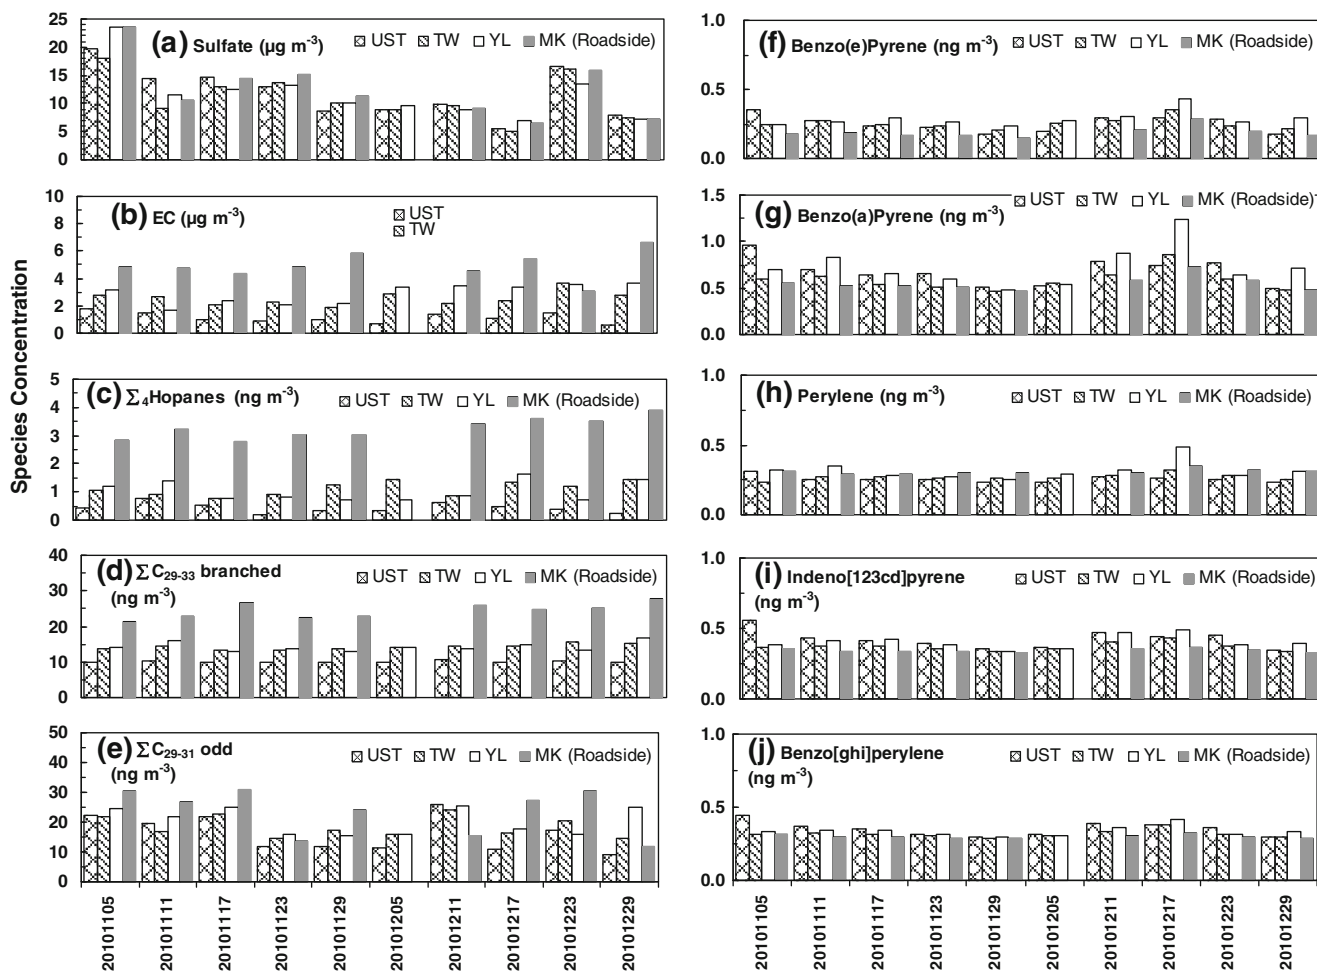 Species Concentration
(a) Sulfate (µg m⁻³)
UST TW YL MK (Roadside)
25
20
15
10
5
0
(b) EC (µg m⁻³)
UST
TW
10
8
6
4
2
0
(c) Σ₄Hopanes (ng m⁻³)
UST TW YL MK (Roadside)
5
4
3
2
1
0
(d) ΣC₂₉₋₃₃ branched
(ng m⁻³)
UST TW YL MK (Roadside)
40
30
20
10
0
(e) ΣC₂₉₋₃₁ odd
(ng m⁻³)
UST TW YL MK (Roadside)
50
40
30
20
10
0
20101105
20101111
20101117
20101123
20101129
20101205
20101211
20101217
20101223
20101229
(f) Benzo(e)Pyrene (ng m⁻³)
UST TW YL MK (Roadside)
1.0
0.5
0.0
(g) Benzo(a)Pyrene (ng m⁻³)
UST TW YL MK (Roadside)
1.5
1.0
0.5
0.0
(h) Perylene (ng m⁻³)
UST TW YL MK (Roadside)
1.0
0.5
0.0
(i) Indeno[123cd]pyrene
(ng m⁻³)
UST TW YL MK (Roadside)
1.0
0.5
0.0
(j) Benzo[ghi]perylene
(ng m⁻³)
UST TW YL MK (Roadside)
1.0
0.5
0.0
20101105
20101111
20101117
20101123
20101129
20101205
20101211
20101217
20101223
20101229